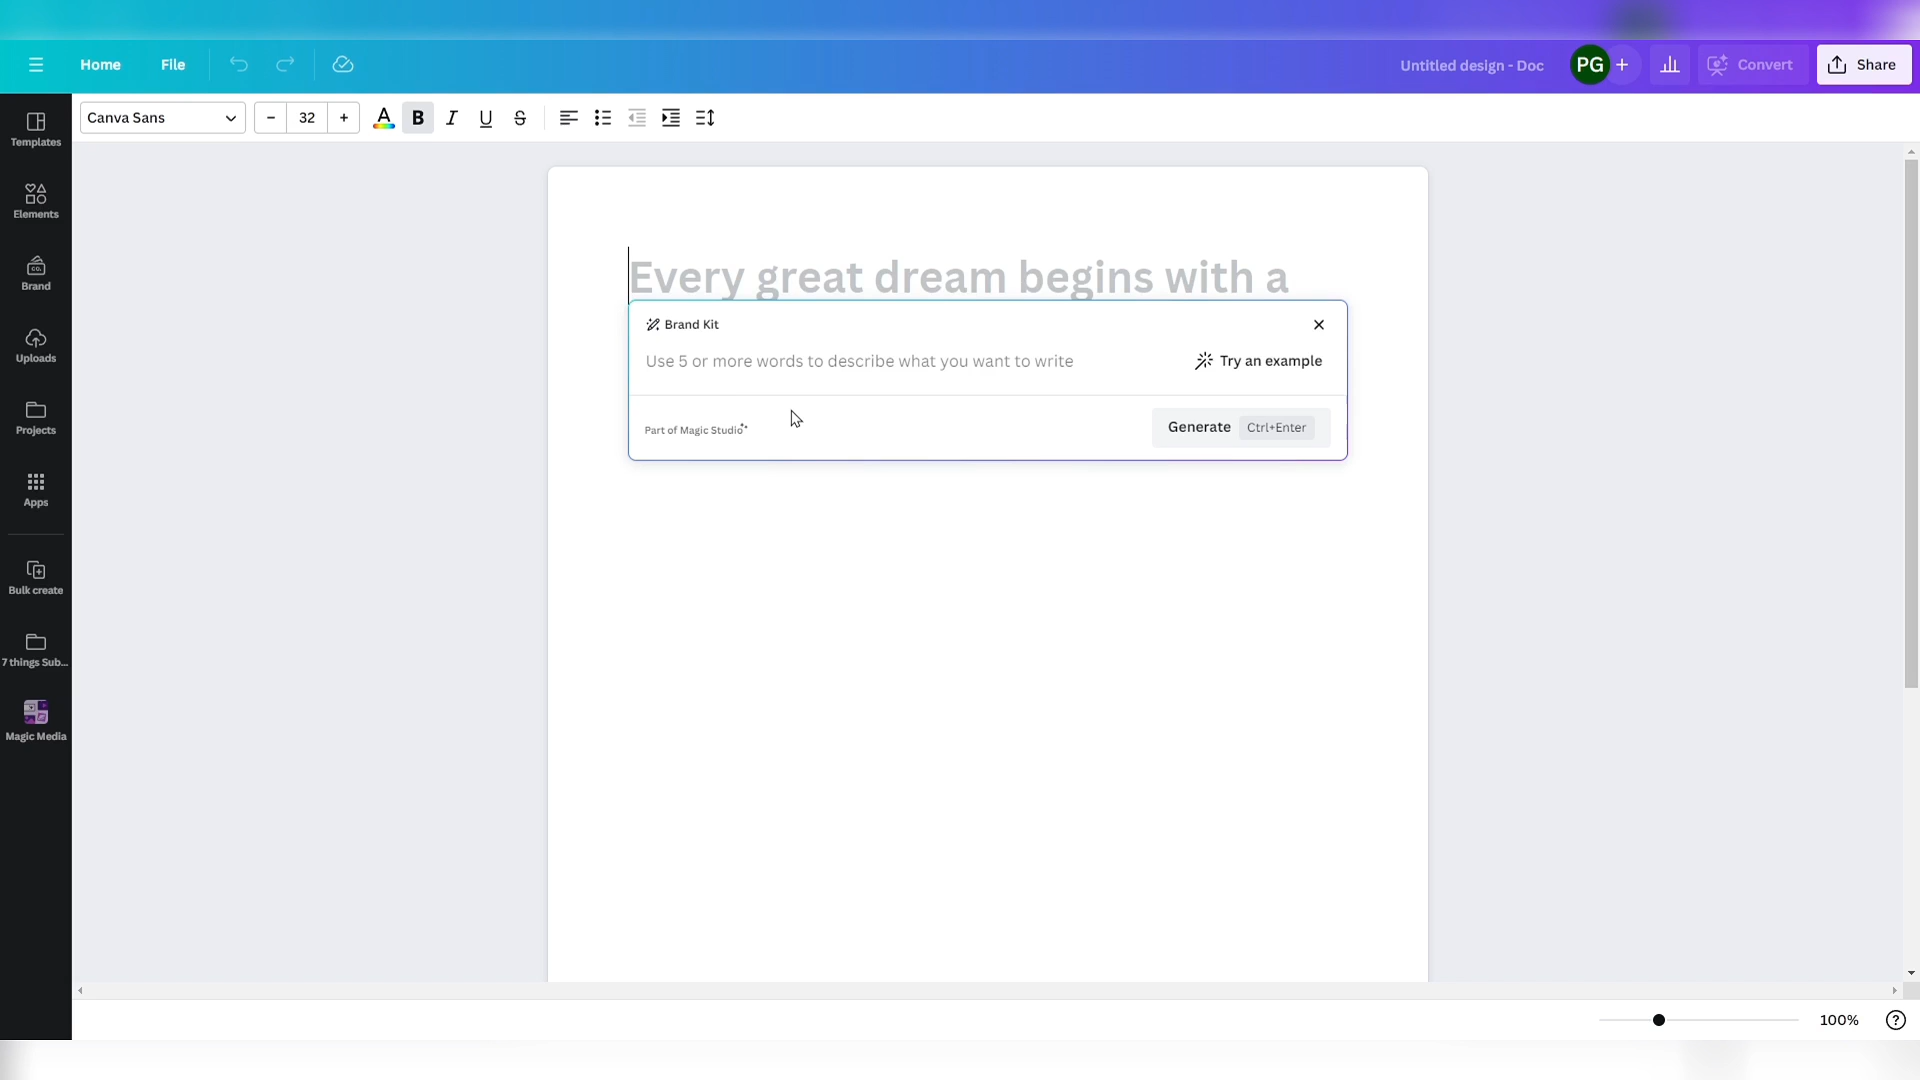 Home
File
Untitled design - Doc
PG
+
Convert
Share
Canva Sans
-
32
+
A
B
I
U
S
Templates
Elements
CO.
Brand
Uploads
Projects
Apps
Bulk create
7 things Sub...
Magic Media
Every great dream begins with a
Brand Kit
Use 5 or more words to describe what you want to write
Try an example
Part of Magic Studio
Generate
Ctrl+Enter
100%
?